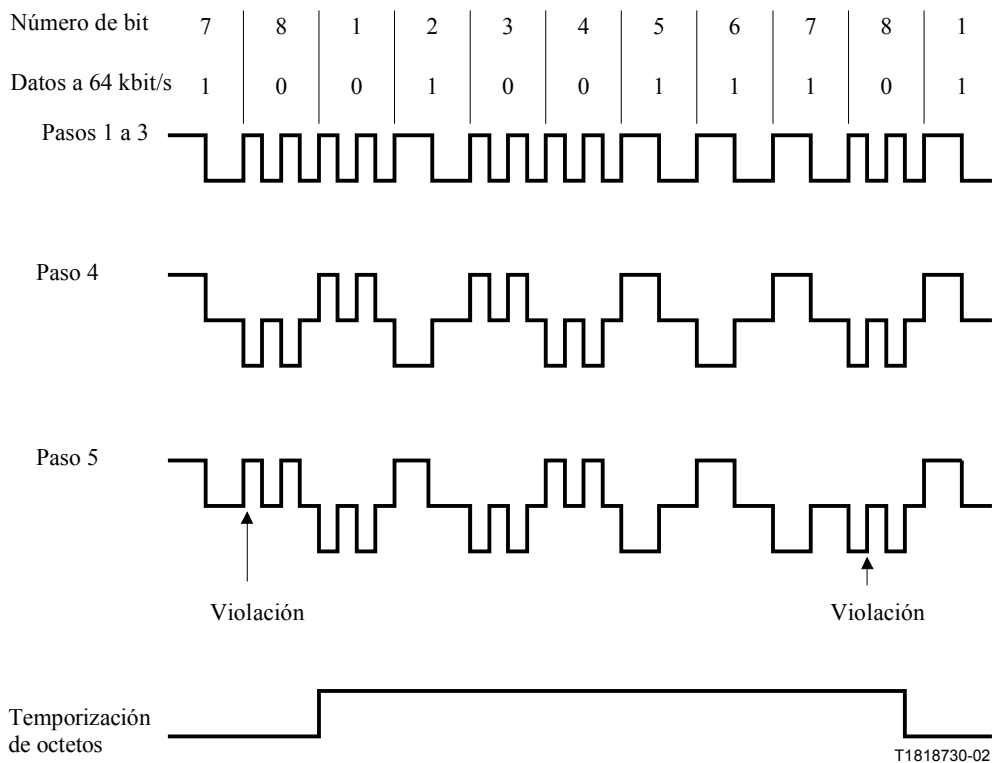 Número de bit 7 8 1 2 3 4 5 6 7 8 1
Datos a 64 kbit/s 1 0 0 1 0 0 1 1 1 0 1
Pasos 1 a 3
Paso 4
Paso 5
Violación Violación
Temporización
de octetos
T1818730-02